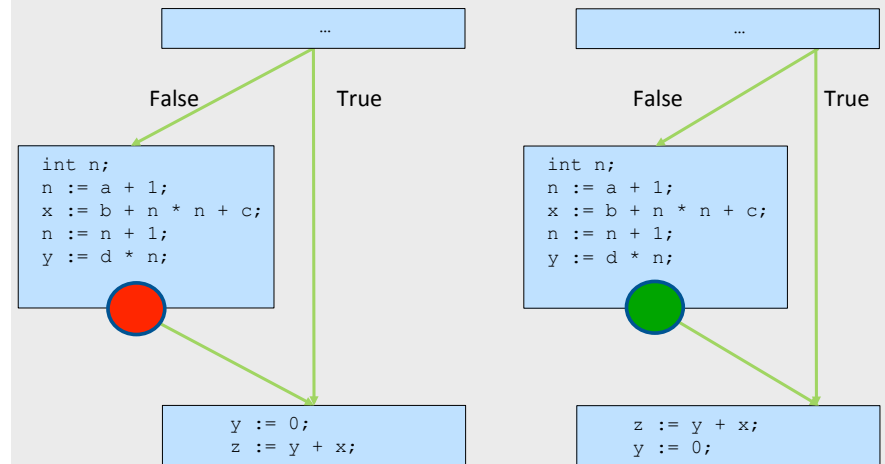 …
False
True
int n;
n := a + 1;
x := b + n * n + c;
n := n + 1;
y := d * n;
y := 0;
z := y + x;
…
False
True
int n;
n := a + 1;
x := b + n * n + c;
n := n + 1;
y := d * n;
z := y + x;
y := 0;